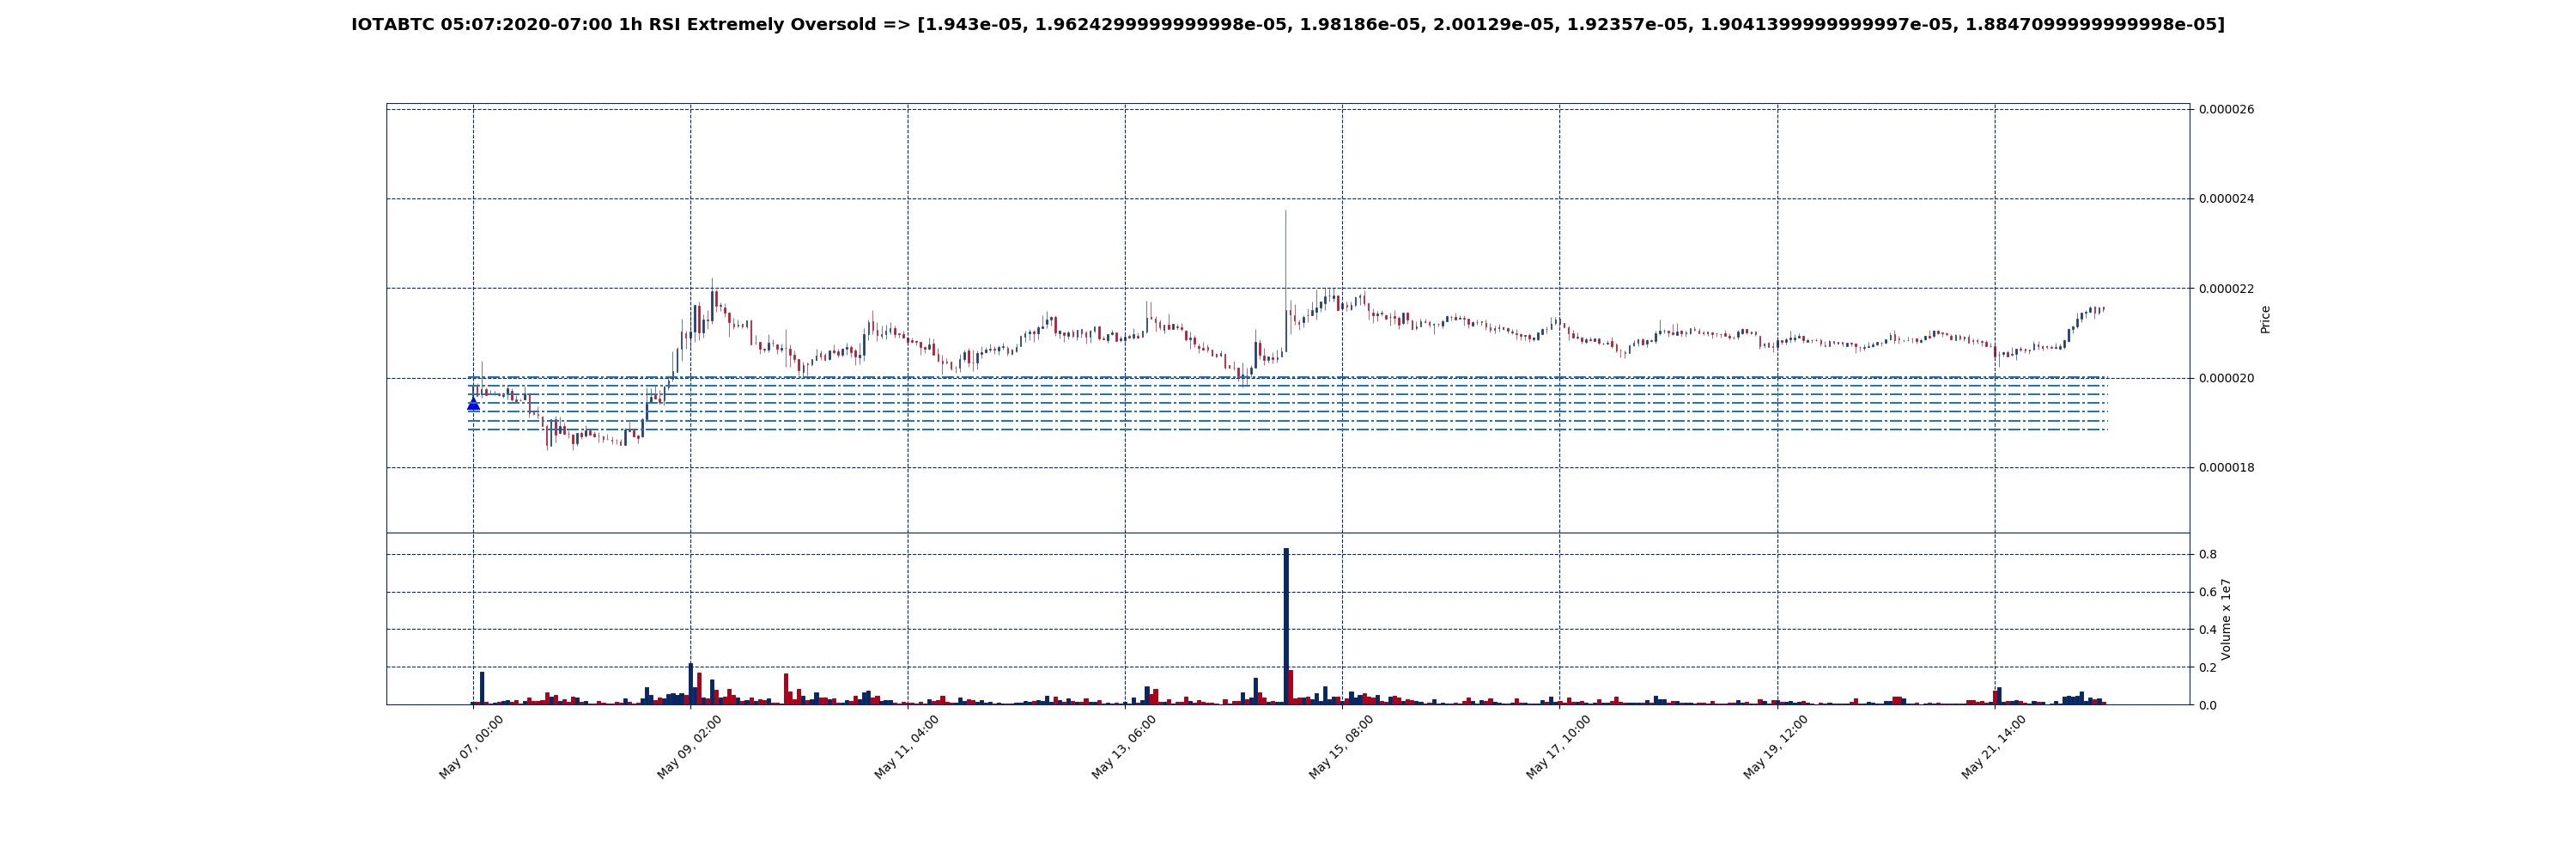 IOTABTC 05:07:2020-07:00 1h RSI Extremely Oversold => [1.943e-05, 1.9624299999999998e-05, 1.98186e-05, 2.00129e-05, 1.92357e-05, 1.9041399999999997e-05, 1.8847099999999998e-05]
0.000026
0.000024
0.000022
0.000020
0.000018
Price
0.8
0.6
0.4
0.2
0.0
Volume x 1e7
May 07, 00:00
May 09, 02:00
May 11, 04:00
May 13, 06:00
May 15, 08:00
May 17, 10:00
May 19, 12:00
May 21, 14:00